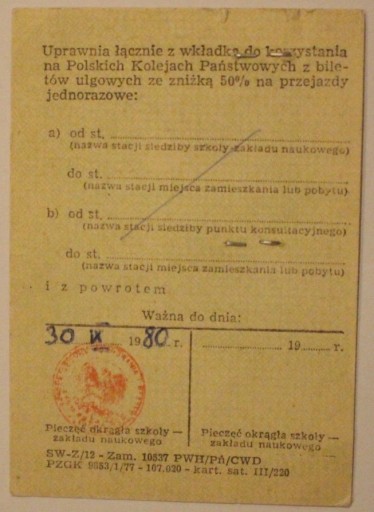 Uprawnia łącznie z wkładką do korzystania
na Polskich Kolejach Państwowych z bile-
tów ulgowych ze zniżką 50% na przejazdy
jednorazowe:
a) od st.
(nazwa stacji siedziby szkoły-zakładu naukowego)
do st.
(nazwa stacji miejsca zamieszkania lub pobytu)
b) od st.
(nazwa stacji siedziby punktu konsultacyjnego)
do st.
(nazwa stacji miejsca zamieszkania lub pobytu)
i z powrotem
Ważna do dnia:
30 IX 1980 r. 19 r.
Pieczęć okrągła szkoły — Pieczęć okrągła szkoły —
zakładu naukowego zakładu naukowego
SW-Z/12 - Zam. 10537 PWH/Pń/CWD
PZGK 9653/1/77 - 107.020 - kart. sat. III/220